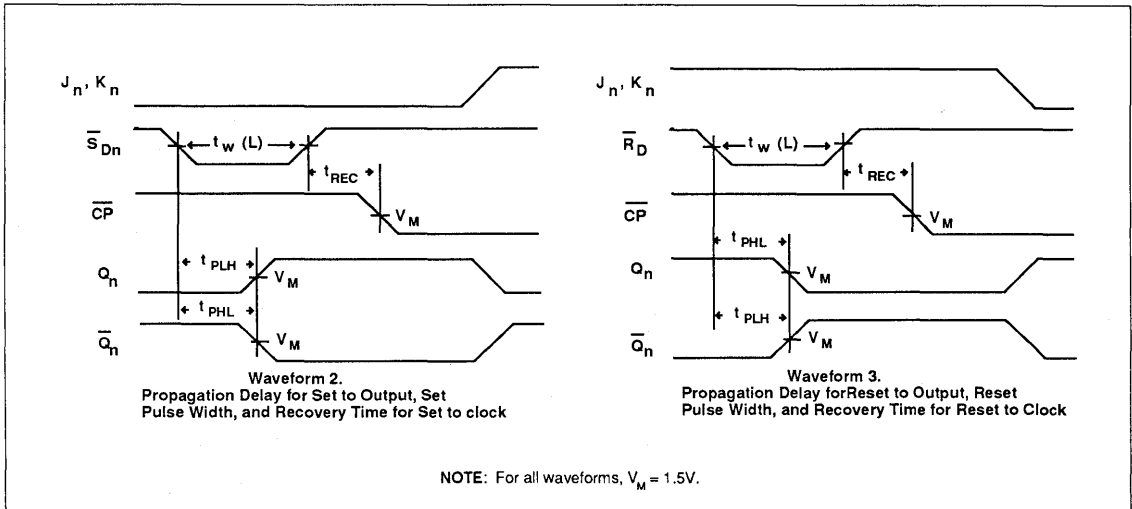 J n , K n
S̅ Dn
t W (L)
t REC
C̅P̅
V M
Q n
t PLH
V M
t PHL
Q̅ n
V M
Waveform 2.
Propagation Delay for Set to Output, Set
Pulse Width, and Recovery Time for Set to clock
J n , K n
R̅ D
t W (L)
t REC
C̅P̅
V M
t PHL
Q n
V M
t PLH
Q̅ n
V M
Waveform 3.
Propagation Delay forReset to Output, Reset
Pulse Width, and Recovery Time for Reset to Clock
NOTE: For all waveforms, V M = 1.5V.